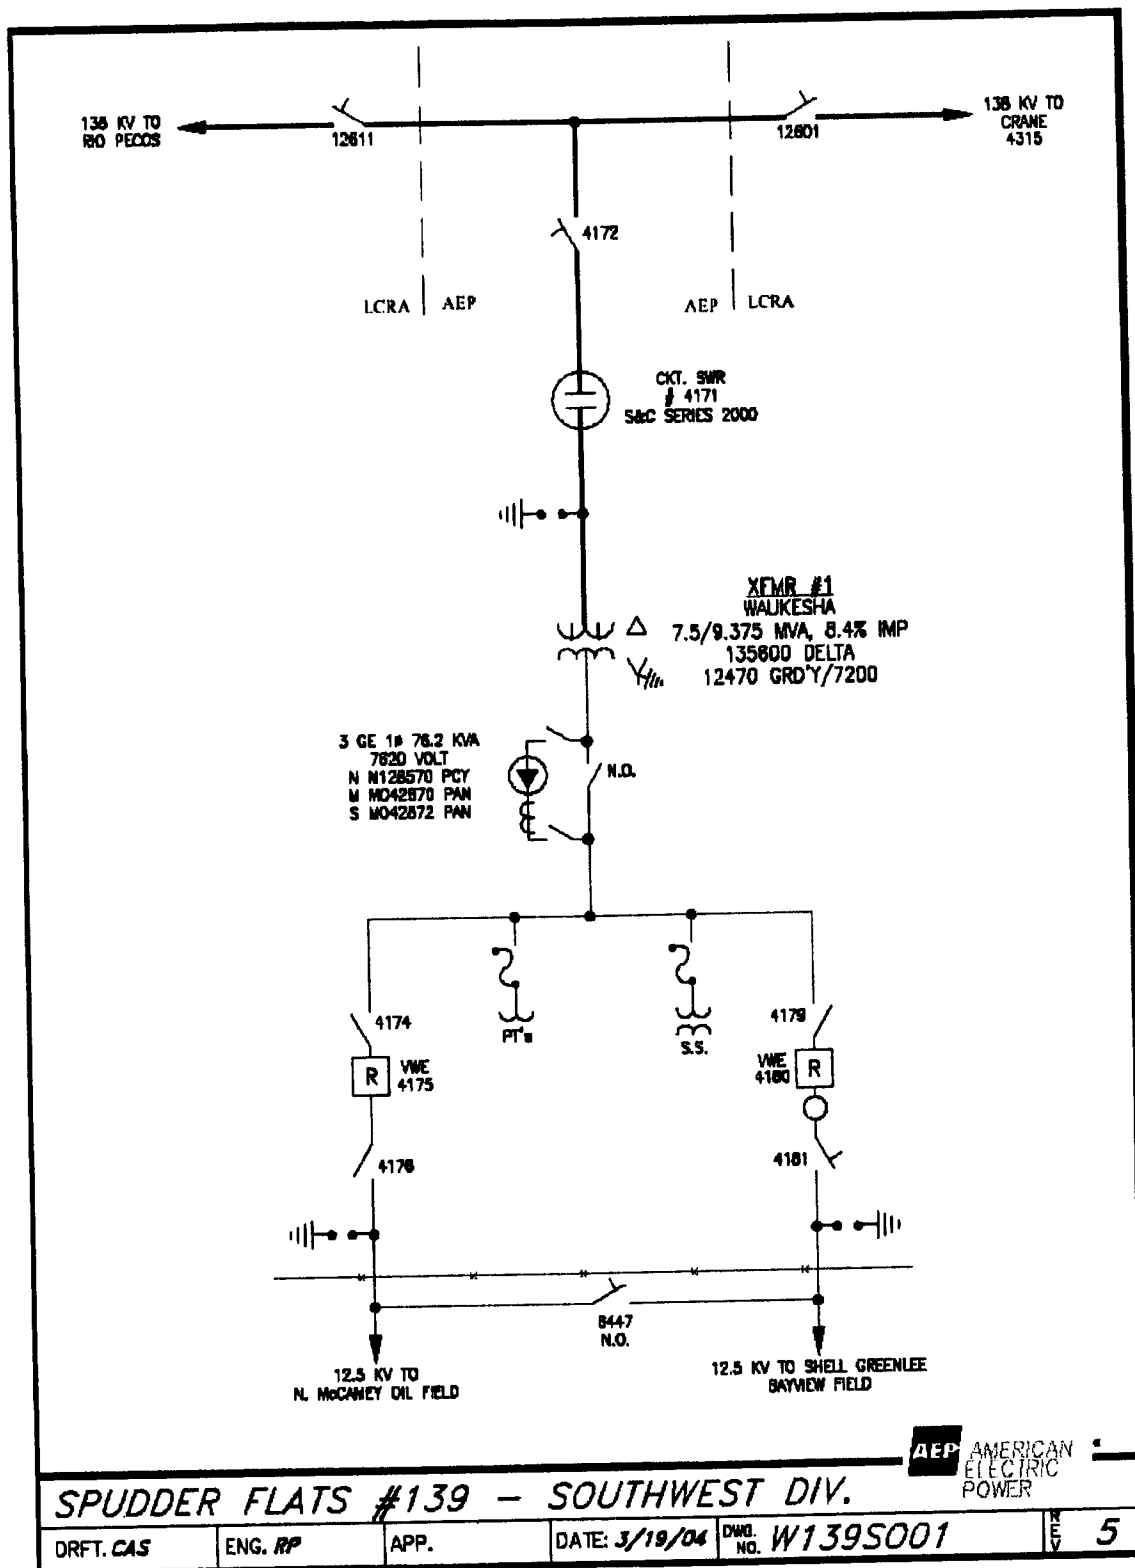 138 KV TO
RIO PECOS
12611
12601
138 KV TO
CRANE
4315
4172
LCRA
AEP
AEP
LCRA
CKT. SWR
# 4171
S&C SERIES 2000
XFMR #1
WAUKESHA
7.5/9.375 MVA, 8.4% IMP
135600 DELTA
12470 GRD'Y/7200
3 GE 1ø 76.2 KVA
7620 VOLT
N N128570 PCY
M MO42870 PAN
S MO42872 PAN
N.O.
4174
VWE
4175
R
4176
PT's
S.S.
4179
VWE
4180
R
4181
8447
N.O.
12.5 KV TO
N. McCAMEY OIL FIELD
12.5 KV TO SHELL GREENLEE
BAYVIEW FIELD
AEP AMERICAN
ELECTRIC
POWER
SPUDDER FLATS #139 - SOUTHWEST DIV.
DRFT. CAS
ENG. RP
APP.
DATE: 3/19/04
DWG.
NO. W139S001
REV 5